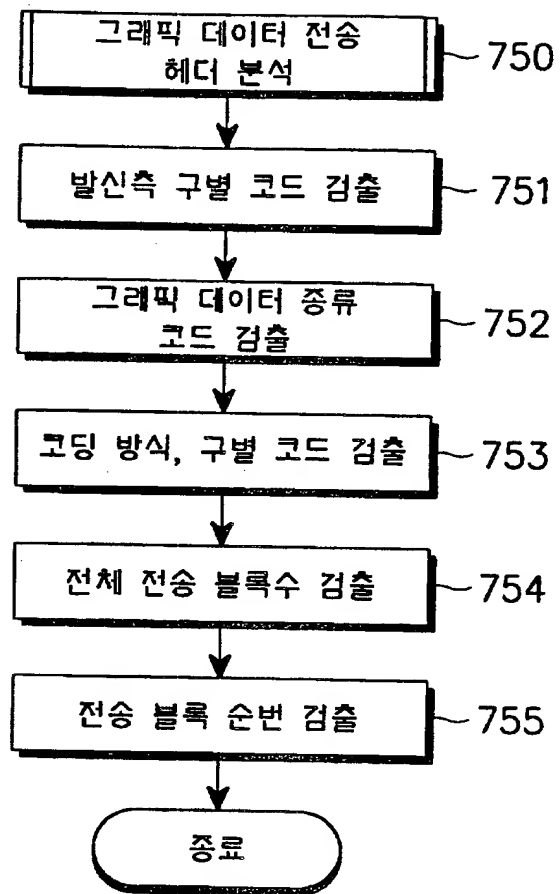 그래픽 데이터 전송
헤더 분석
750
발신측 구별 코드 검출
751
그래픽 데이터 종류
코드 검출
752
코딩 방식, 구별 코드 검출
753
전체 전송 블록수 검출
754
전송 블록 순번 검출
755
종료